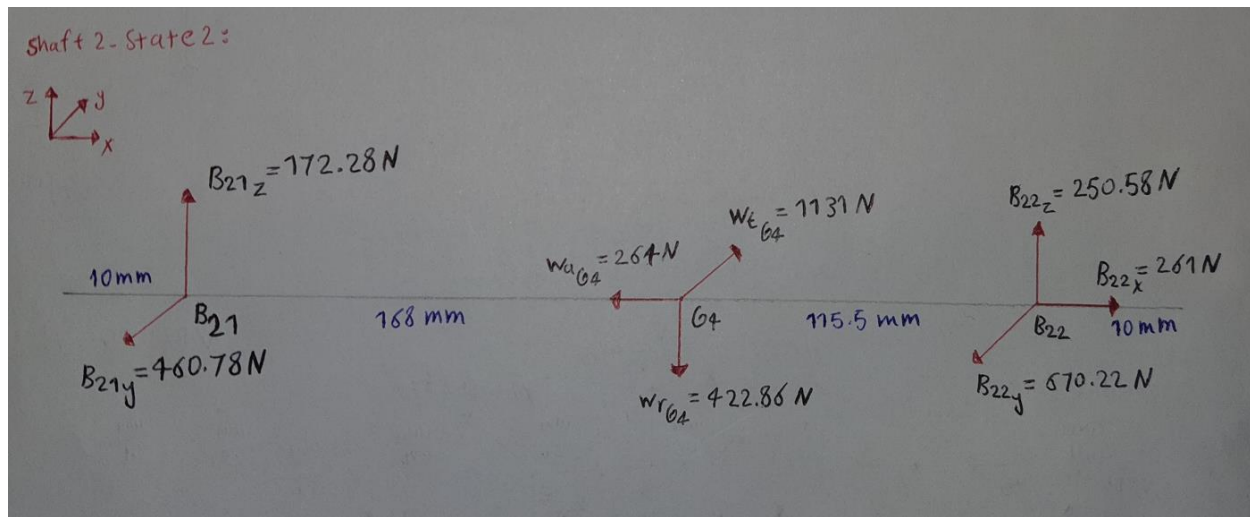 Shaft 2 - State 2:
z
y
x
B21z = 172.28 N
Wt G4 = 1131 N
B22z = 250.58 N
Wa G4 = 264 N
B22x = 261 N
10 mm
B21
168 mm
G4
115.5 mm
B22
10 mm
B21y = 460.78 N
Wr G4 = 422.86 N
B22y = 670.22 N